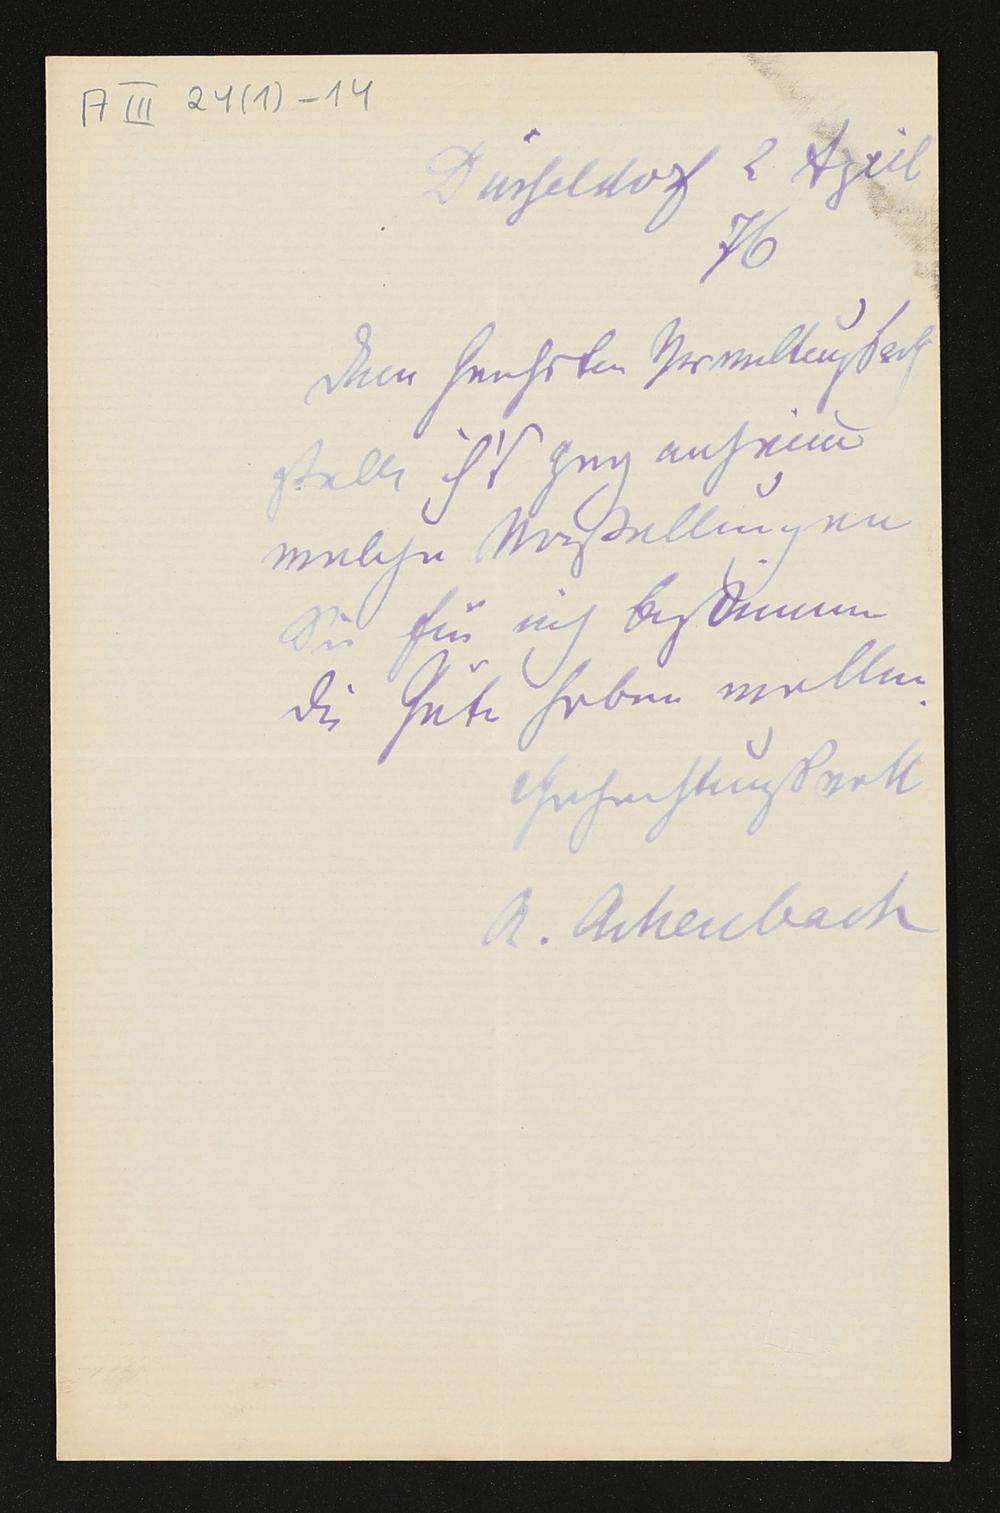 A III 24(1)-14
Düsseldorf 2 April
76
Dem geehrten Verwaltungsrath
stelle ich's ganz anheim
welche Vorstellungen
Sie für mich bestimmen
die Güte haben wollen.
Hochachtungsvoll
A. Achenbach